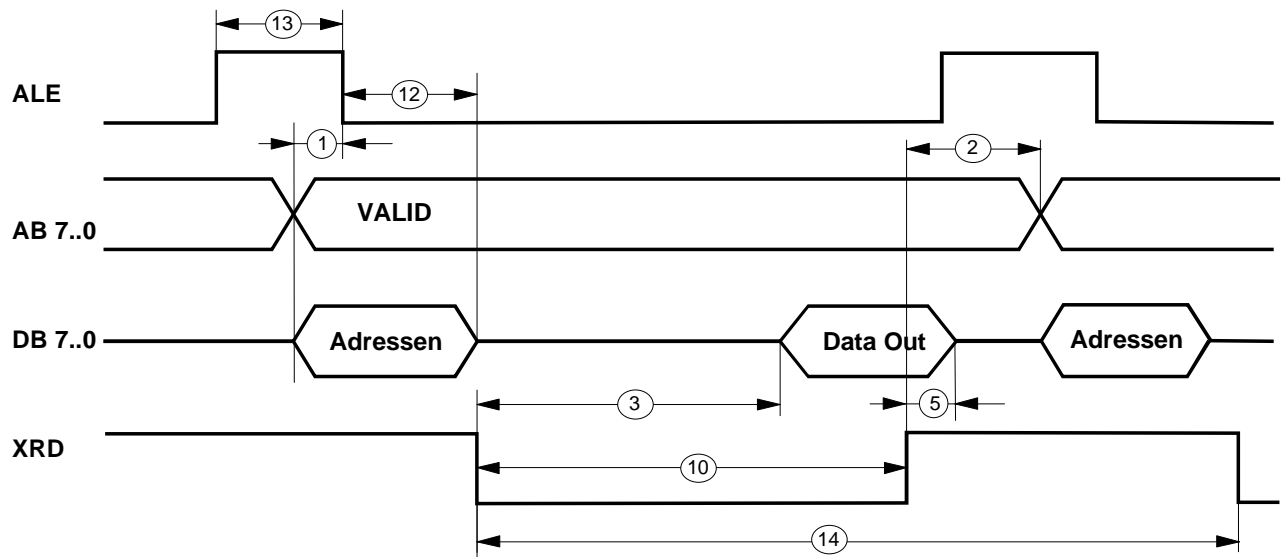 13
ALE
12
1
2
VALID
AB 7..0
DB 7..0
Adressen
Data Out
Adressen
3
5
XRD
10
14